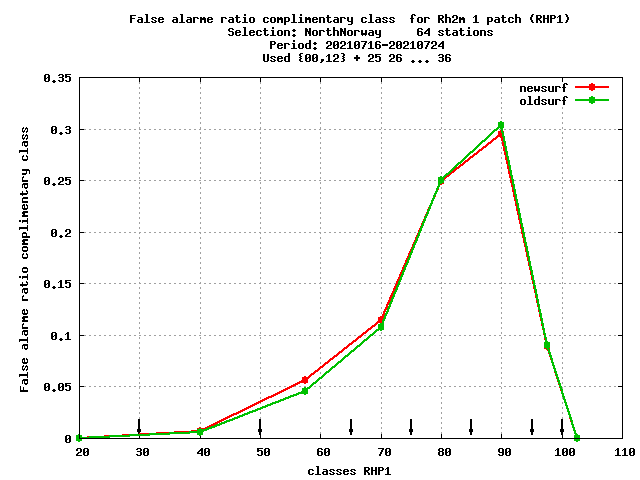 False alarme ratio complimentary class  for Rh2m 1 patch (RHP1)
Selection: NorthNorway     64 stations
Period: 20210716-20210724
Used {00,12} + 25 26 ... 36
newsurf
oldsurf
False alarme ratio complimentary class
0.35
0.3
0.25
0.2
0.15
0.1
0.05
0
20 30 40 50 60 70 80 90 100 110
classes RHP1